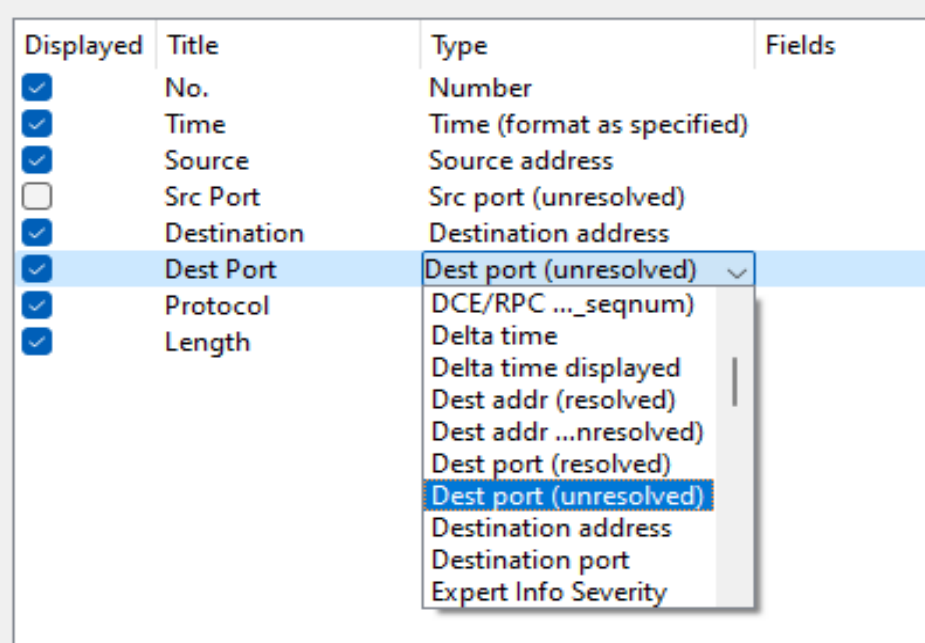 Displayed Title Type Fields
No. Number
Time Time (format as specified)
Source Source address
Src Port Src port (unresolved)
Destination Destination address
Dest Port Dest port (unresolved)
Protocol
Length
DCE/RPC ..._seqnum)
Delta time
Delta time displayed
Dest addr (resolved)
Dest addr ...nresolved)
Dest port (resolved)
Dest port (unresolved)
Destination address
Destination port
Expert Info Severity